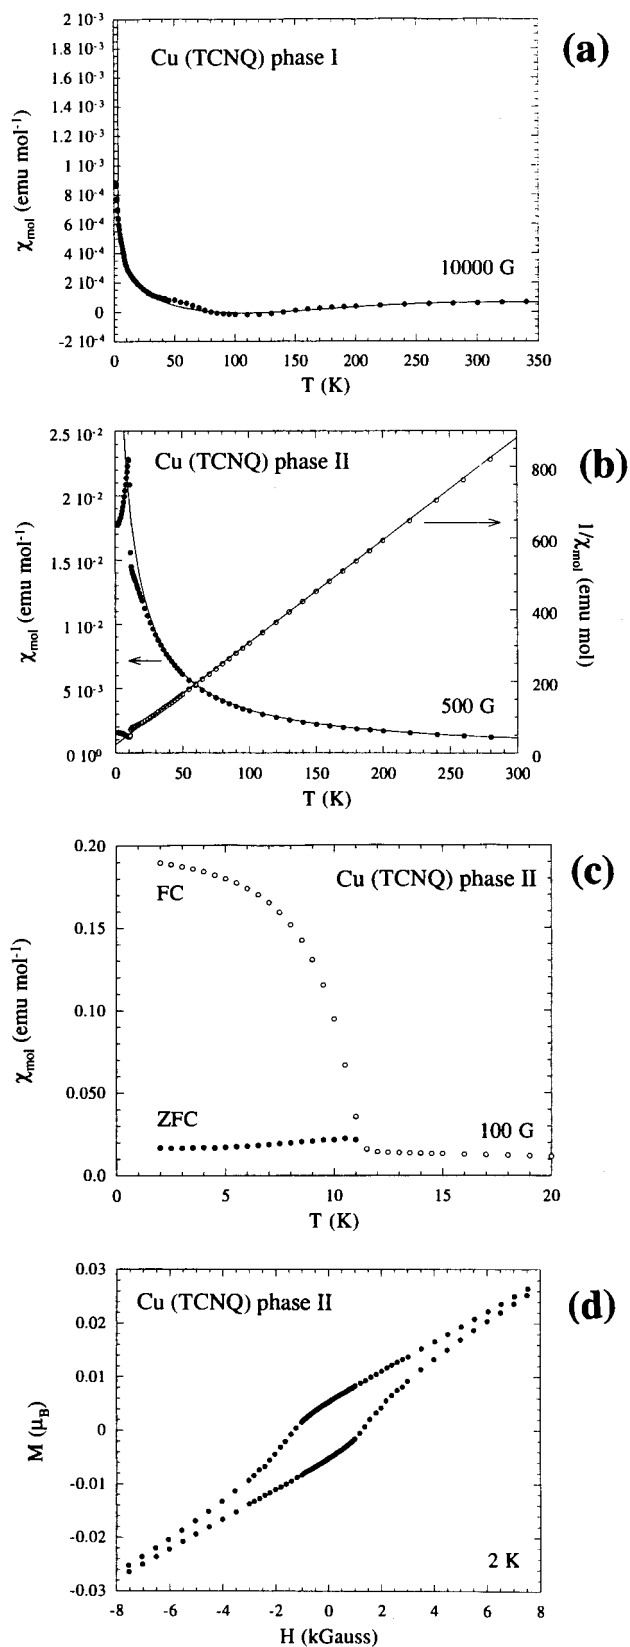 (a)
Cu (TCNQ) phase I
2 10⁻³
1.8 10⁻³
1.6 10⁻³
1.4 10⁻³
1.2 10⁻³
1 10⁻³
8 10⁻⁴
6 10⁻⁴
4 10⁻⁴
2 10⁻⁴
0
-2 10⁻⁴
χmol (emu mol⁻¹)
10000 G
0 50 100 150 200 250 300 350
T (K)
(b)
Cu (TCNQ) phase II
2.5 10⁻²
2 10⁻²
1.5 10⁻²
1 10⁻²
5 10⁻³
0 10⁰
χmol (emu mol⁻¹)
800
600
400
200
0
1/χmol (emu mol)
500 G
0 50 100 150 200 250 300
T (K)
(c)
Cu (TCNQ) phase II
0.20
0.15
0.10
0.050
0.0
χmol (emu mol⁻¹)
FC
ZFC
100 G
0 5 10 15 20
T (K)
(d)
Cu (TCNQ) phase II
0.03
0.02
0.01
0
-0.01
-0.02
-0.03
M (μB)
2 K
-8 -6 -4 -2 0 2 4 6 8
H (kGauss)